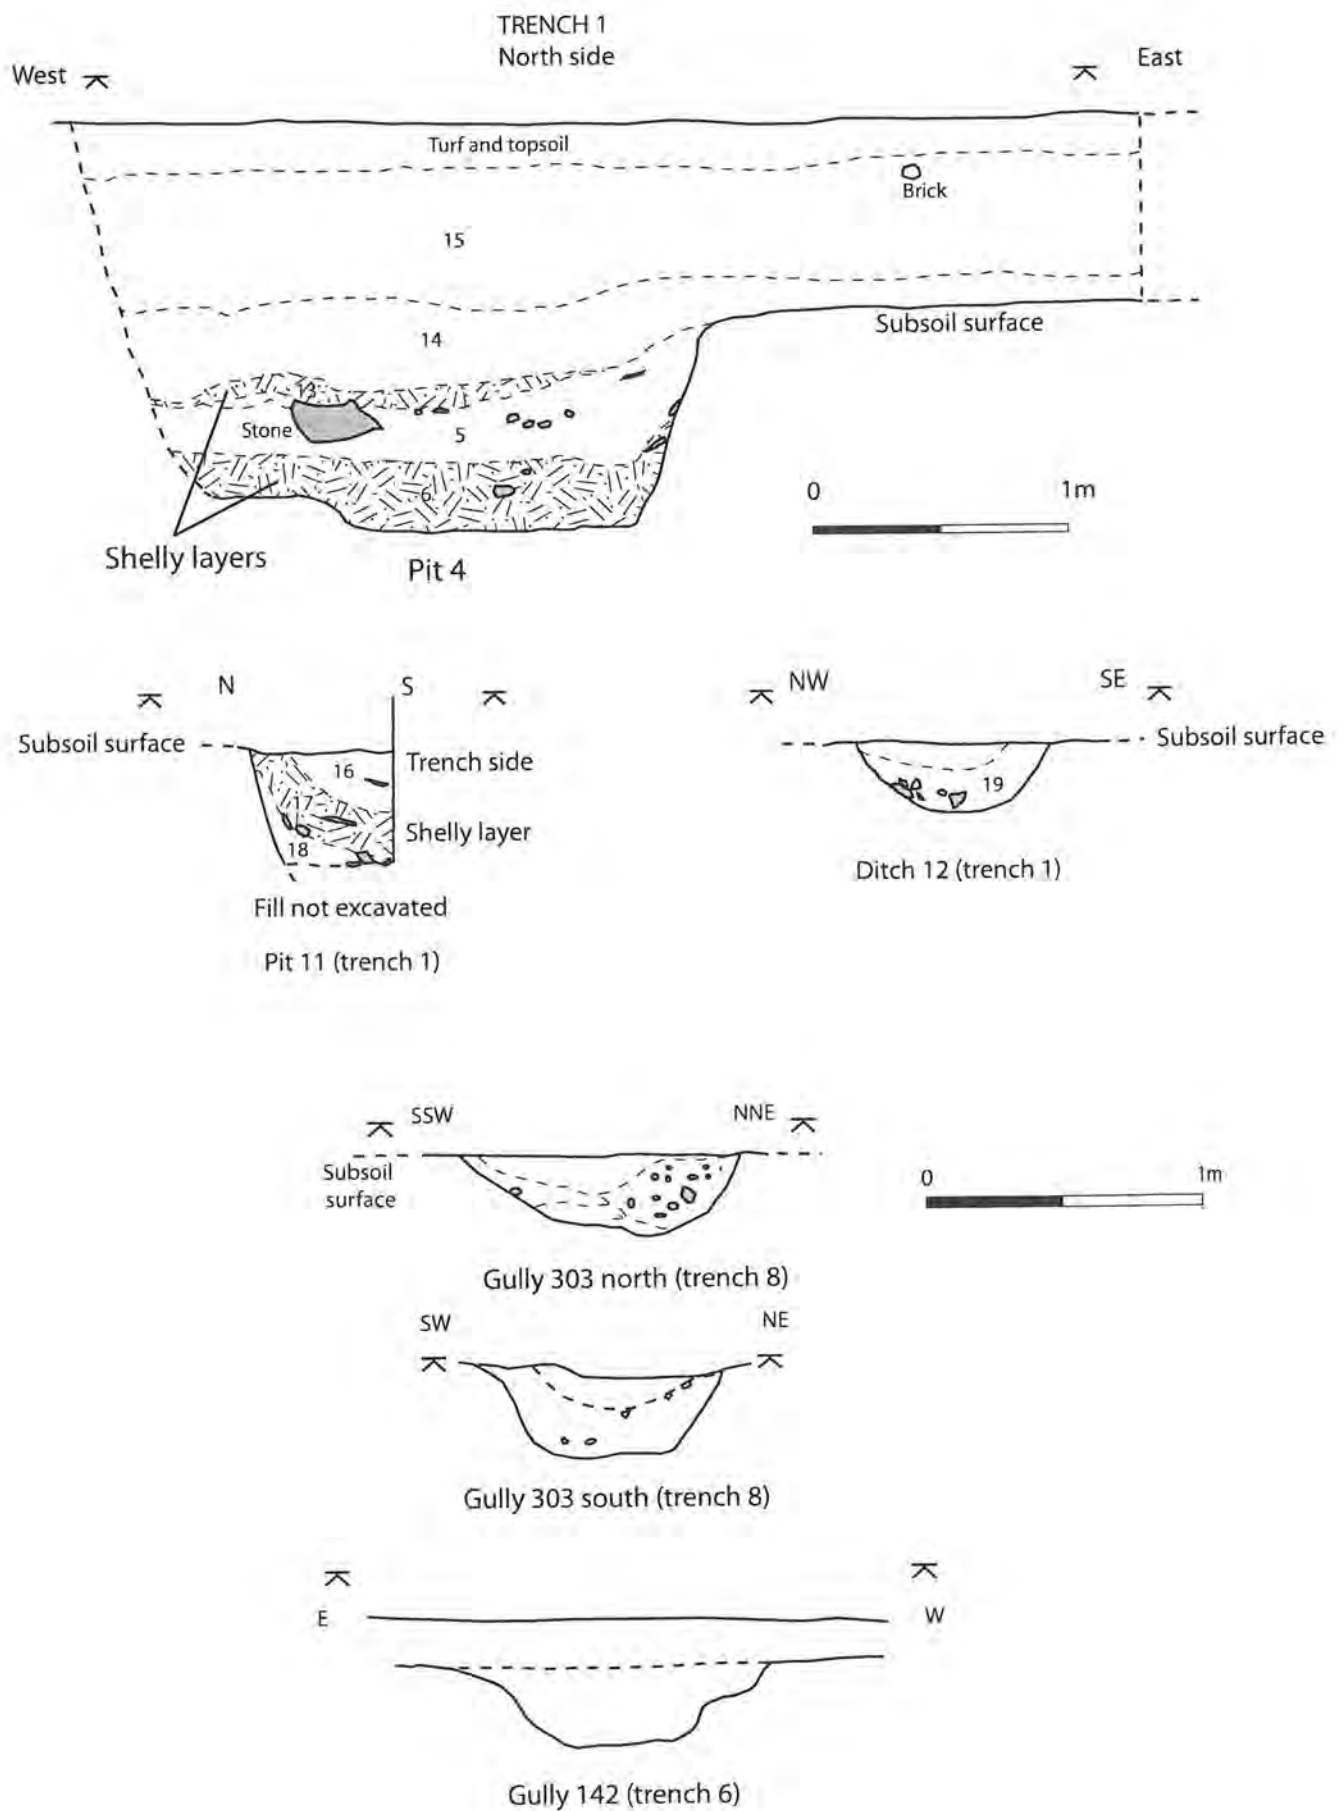 TRENCH 1
North side
West
East
Turf and topsoil
Brick
15
Subsoil surface
14
13
Stone
5
6
0 1m
Shelly layers
Pit 4
N S
NW SE
Subsoil surface
Trench side
Subsoil surface
16
17
19
Shelly layer
18
Ditch 12 (trench 1)
Fill not excavated
Pit 11 (trench 1)
SSW NNE
Subsoil
surface
0 1m
Gully 303 north (trench 8)
SW NE
Gully 303 south (trench 8)
E W
Gully 142 (trench 6)